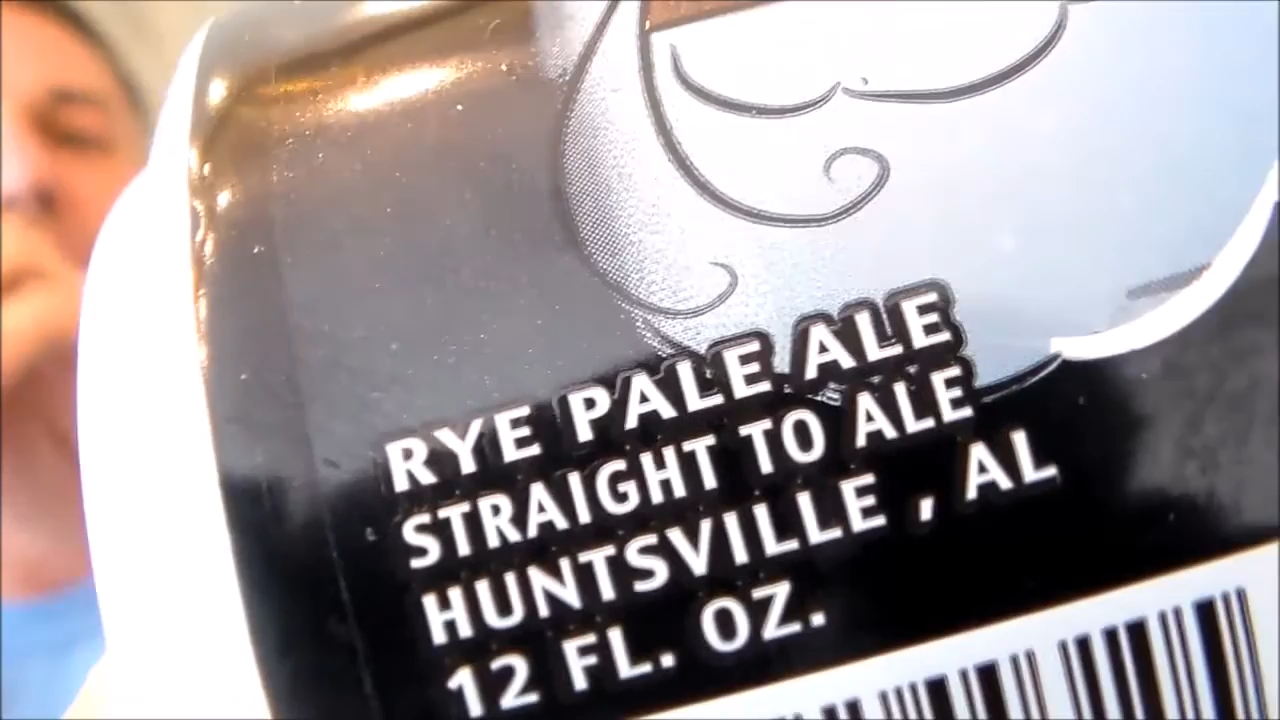 RYE PALE ALE
STRAIGHT TO ALE
HUNTSVILLE , AL
12 FL. OZ.